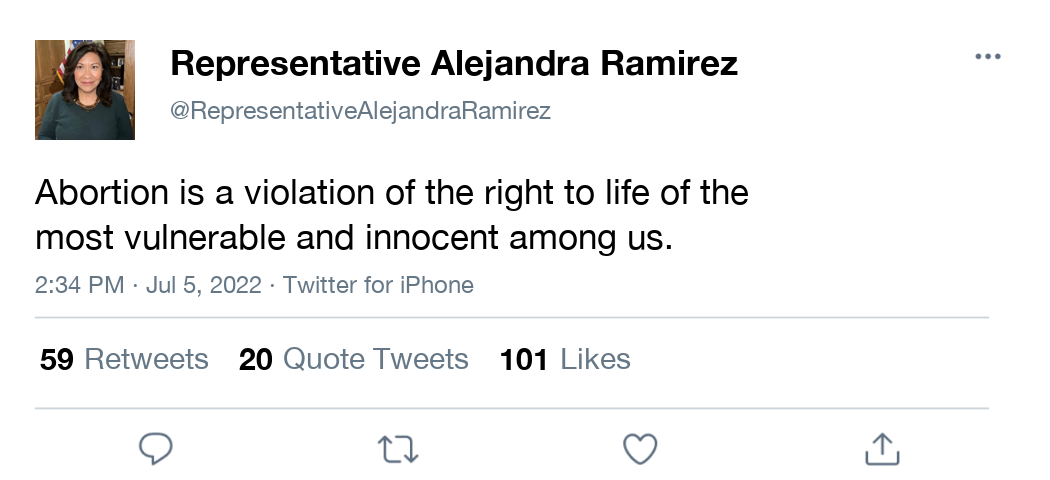 Representative Alejandra Ramirez
@RepresentativeAlejandraRamirez
Abortion is a violation of the right to life of the
most vulnerable and innocent among us.
2:34 PM · Jul 5, 2022 · Twitter for iPhone
59 Retweets 20 Quote Tweets 101 Likes